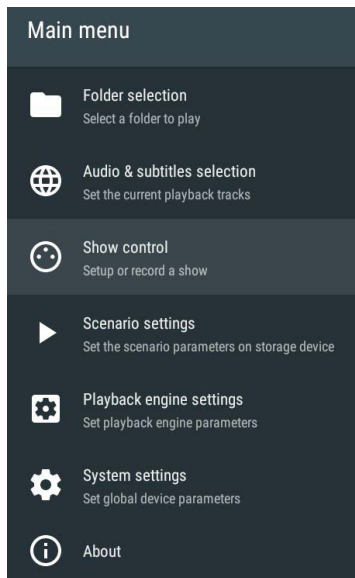 Main menu
Folder selection
Select a folder to play
Audio & subtitles selection
Set the current playback tracks
Show control
Setup or record a show
Scenario settings
Set the scenario parameters on storage device
Playback engine settings
Set playback engine parameters
System settings
Set global device parameters
About